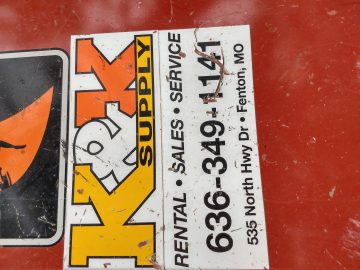 K&K
SUPPLY
RENTAL • SALES • SERVICE
636-349-1141
535 North Hwy Dr • Fenton, MO